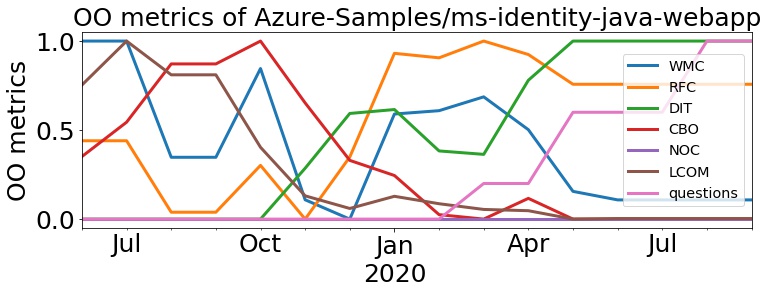 OO metrics of Azure-Samples/ms-identity-java-webapp
OO metrics
1.0
0.5
0.0
WMC
RFC
DIT
CBO
NOC
LCOM
questions
Jul
Oct
Jan
Apr
Jul
2020